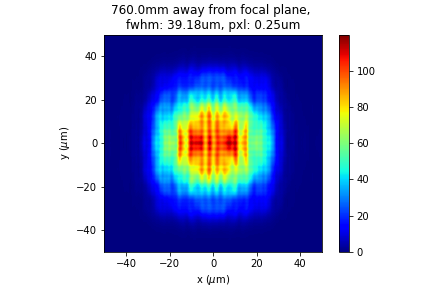 760.0mm away from focal plane,
fwhm: 39.18um, pxl: 0.25um
40
20
0
−20
−40
y (μm)
−40 −20 0 20 40
x (μm)
100
80
60
40
20
0